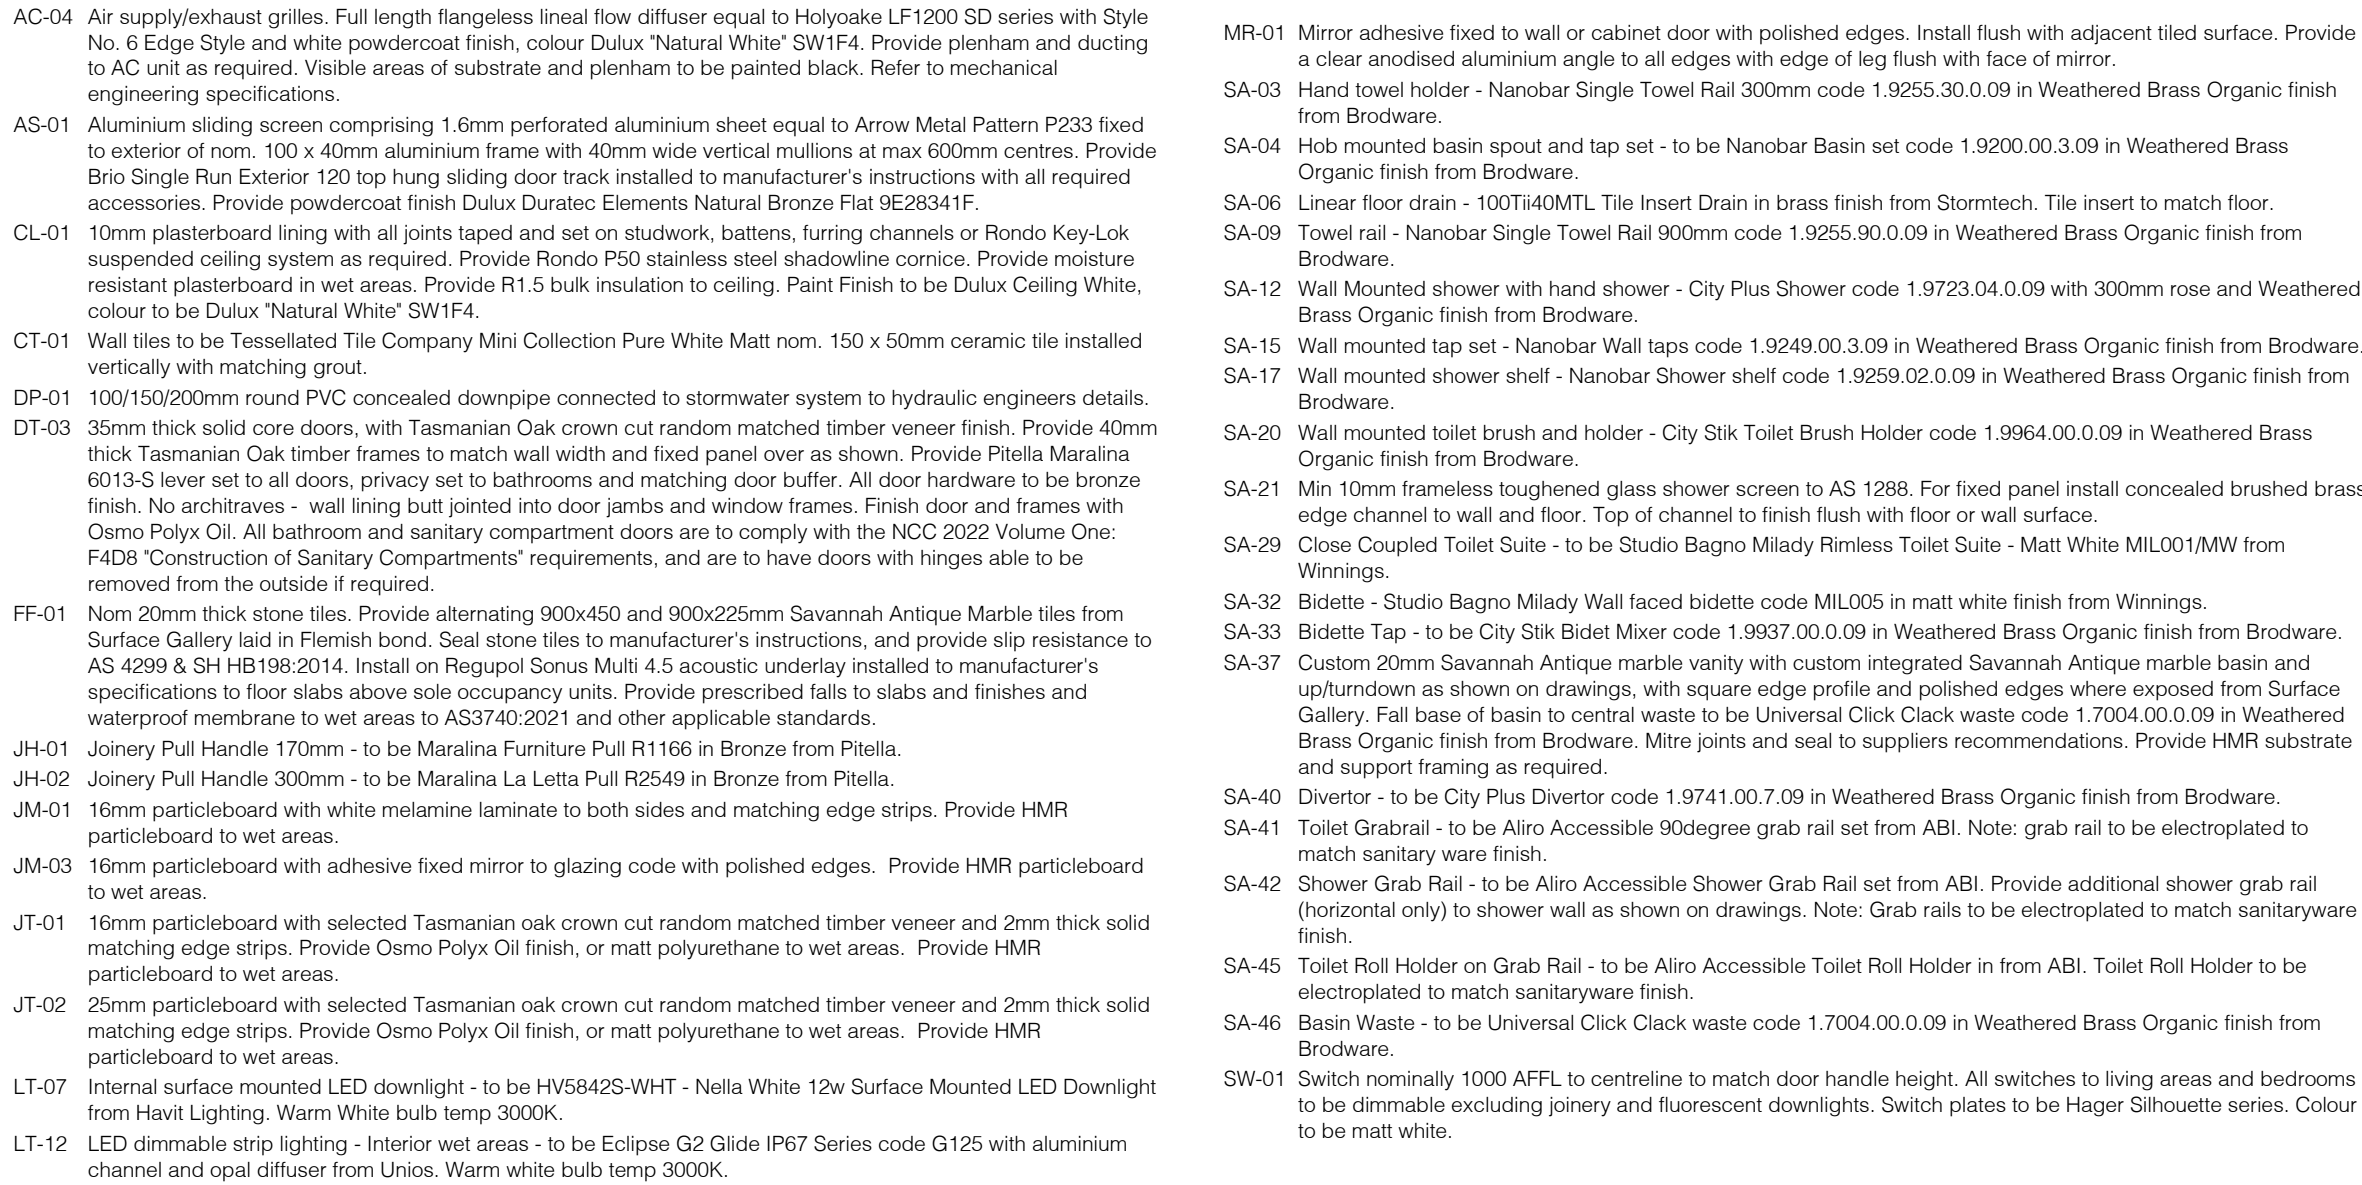 AC-04 Air supply/exhaust grilles. Full length flangeless lineal flow diffuser equal to Holyoake LF1200 SD series with Style
No. 6 Edge Style and white powdercoat finish, colour Dulux "Natural White" SW1F4. Provide plenham and ducting
to AC unit as required. Visible areas of substrate and plenham to be painted black. Refer to mechanical
engineering specifications.
AS-01 Aluminium sliding screen comprising 1.6mm perforated aluminium sheet equal to Arrow Metal Pattern P233 fixed
to exterior of nom. 100 x 40mm aluminium frame with 40mm wide vertical mullions at max 600mm centres. Provide
Brio Single Run Exterior 120 top hung sliding door track installed to manufacturer's instructions with all required
accessories. Provide powdercoat finish Dulux Duratec Elements Natural Bronze Flat 9E28341F.
CL-01 10mm plasterboard lining with all joints taped and set on studwork, battens, furring channels or Rondo Key-Lok
suspended ceiling system as required. Provide Rondo P50 stainless steel shadowline cornice. Provide moisture
resistant plasterboard in wet areas. Provide R1.5 bulk insulation to ceiling. Paint Finish to be Dulux Ceiling White,
colour to be Dulux "Natural White" SW1F4.
CT-01 Wall tiles to be Tessellated Tile Company Mini Collection Pure White Matt nom. 150 x 50mm ceramic tile installed
vertically with matching grout.
DP-01 100/150/200mm round PVC concealed downpipe connected to stormwater system to hydraulic engineers details.
DT-03 35mm thick solid core doors, with Tasmanian Oak crown cut random matched timber veneer finish. Provide 40mm
thick Tasmanian Oak timber frames to match wall width and fixed panel over as shown. Provide Pitella Maralina
6013-S lever set to all doors, privacy set to bathrooms and matching door buffer. All door hardware to be bronze
finish. No architraves - wall lining butt jointed into door jambs and window frames. Finish door and frames with
Osmo Polyx Oil. All bathroom and sanitary compartment doors are to comply with the NCC 2022 Volume One:
F4D8 "Construction of Sanitary Compartments" requirements, and are to have doors with hinges able to be
removed from the outside if required.
FF-01 Nom 20mm thick stone tiles. Provide alternating 900x450 and 900x225mm Savannah Antique Marble tiles from
Surface Gallery laid in Flemish bond. Seal stone tiles to manufacturer's instructions, and provide slip resistance to
AS 4299 & SH HB198:2014. Install on Regupol Sonus Multi 4.5 acoustic underlay installed to manufacturer's
specifications to floor slabs above sole occupancy units. Provide prescribed falls to slabs and finishes and
waterproof membrane to wet areas to AS3740:2021 and other applicable standards.
JH-01 Joinery Pull Handle 170mm - to be Maralina Furniture Pull R1166 in Bronze from Pitella.
JH-02 Joinery Pull Handle 300mm - to be Maralina La Letta Pull R2549 in Bronze from Pitella.
JM-01 16mm particleboard with white melamine laminate to both sides and matching edge strips. Provide HMR
particleboard to wet areas.
JM-03 16mm particleboard with adhesive fixed mirror to glazing code with polished edges. Provide HMR particleboard
to wet areas.
JT-01 16mm particleboard with selected Tasmanian oak crown cut random matched timber veneer and 2mm thick solid
matching edge strips. Provide Osmo Polyx Oil finish, or matt polyurethane to wet areas. Provide HMR
particleboard to wet areas.
JT-02 25mm particleboard with selected Tasmanian oak crown cut random matched timber veneer and 2mm thick solid
matching edge strips. Provide Osmo Polyx Oil finish, or matt polyurethane to wet areas. Provide HMR
particleboard to wet areas.
LT-07 Internal surface mounted LED downlight - to be HV5842S-WHT - Nella White 12w Surface Mounted LED Downlight
from Havit Lighting. Warm White bulb temp 3000K.
LT-12 LED dimmable strip lighting - Interior wet areas - to be Eclipse G2 Glide IP67 Series code G125 with aluminium
channel and opal diffuser from Unios. Warm white bulb temp 3000K.
MR-01 Mirror adhesive fixed to wall or cabinet door with polished edges. Install flush with adjacent tiled surface. Provide
a clear anodised aluminium angle to all edges with edge of leg flush with face of mirror.
SA-03 Hand towel holder - Nanobar Single Towel Rail 300mm code 1.9255.30.0.09 in Weathered Brass Organic finish
from Brodware.
SA-04 Hob mounted basin spout and tap set - to be Nanobar Basin set code 1.9200.00.3.09 in Weathered Brass
Organic finish from Brodware.
SA-06 Linear floor drain - 100Tii40MTL Tile Insert Drain in brass finish from Stormtech. Tile insert to match floor.
SA-09 Towel rail - Nanobar Single Towel Rail 900mm code 1.9255.90.0.09 in Weathered Brass Organic finish from
Brodware.
SA-12 Wall Mounted shower with hand shower - City Plus Shower code 1.9723.04.0.09 with 300mm rose and Weathered
Brass Organic finish from Brodware.
SA-15 Wall mounted tap set - Nanobar Wall taps code 1.9249.00.3.09 in Weathered Brass Organic finish from Brodware.
SA-17 Wall mounted shower shelf - Nanobar Shower shelf code 1.9259.02.0.09 in Weathered Brass Organic finish from
Brodware.
SA-20 Wall mounted toilet brush and holder - City Stik Toilet Brush Holder code 1.9964.00.0.09 in Weathered Brass
Organic finish from Brodware.
SA-21 Min 10mm frameless toughened glass shower screen to AS 1288. For fixed panel install concealed brushed brass
edge channel to wall and floor. Top of channel to finish flush with floor or wall surface.
SA-29 Close Coupled Toilet Suite - to be Studio Bagno Milady Rimless Toilet Suite - Matt White MIL001/MW from
Winnings.
SA-32 Bidette - Studio Bagno Milady Wall faced bidette code MIL005 in matt white finish from Winnings.
SA-33 Bidette Tap - to be City Stik Bidet Mixer code 1.9937.00.0.09 in Weathered Brass Organic finish from Brodware.
SA-37 Custom 20mm Savannah Antique marble vanity with custom integrated Savannah Antique marble basin and
up/turndown as shown on drawings, with square edge profile and polished edges where exposed from Surface
Gallery. Fall base of basin to central waste to be Universal Click Clack waste code 1.7004.00.0.09 in Weathered
Brass Organic finish from Brodware. Mitre joints and seal to suppliers recommendations. Provide HMR substrate
and support framing as required.
SA-40 Divertor - to be City Plus Divertor code 1.9741.00.7.09 in Weathered Brass Organic finish from Brodware.
SA-41 Toilet Grabrail - to be Aliro Accessible 90degree grab rail set from ABI. Note: grab rail to be electroplated to
match sanitary ware finish.
SA-42 Shower Grab Rail - to be Aliro Accessible Shower Grab Rail set from ABI. Provide additional shower grab rail
(horizontal only) to shower wall as shown on drawings. Note: Grab rails to be electroplated to match sanitaryware
finish.
SA-45 Toilet Roll Holder on Grab Rail - to be Aliro Accessible Toilet Roll Holder in from ABI. Toilet Roll Holder to be
electroplated to match sanitaryware finish.
SA-46 Basin Waste - to be Universal Click Clack waste code 1.7004.00.0.09 in Weathered Brass Organic finish from
Brodware.
SW-01 Switch nominally 1000 AFFL to centreline to match door handle height. All switches to living areas and bedrooms
to be dimmable excluding joinery and fluorescent downlights. Switch plates to be Hager Silhouette series. Colour
to be matt white.